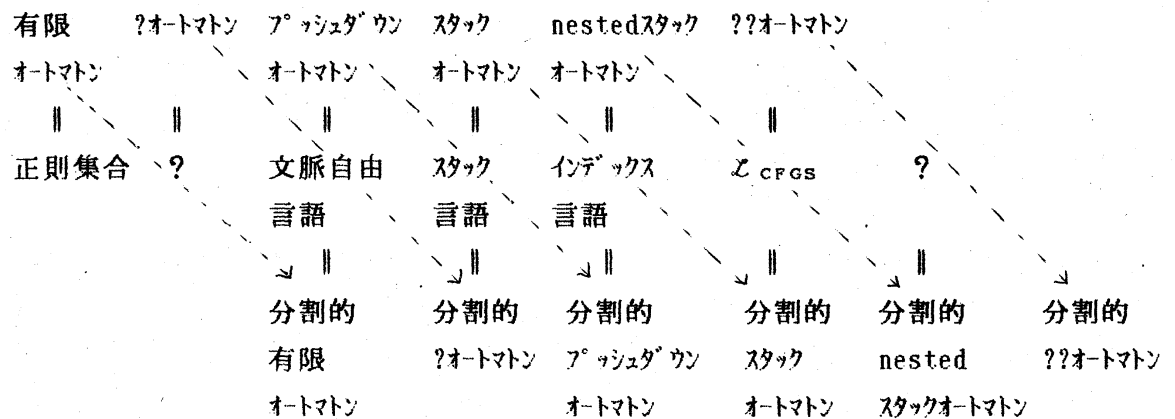 有限 ?オートマトン プッシュダウン スタック nestedスタック ??オートマトン
オートマトン オートマトン オートマトン オートマトン
‖ ‖ ‖ ‖ ‖ ‖
正則集合 ? 文脈自由 スタック インデックス ℒ CFGS ?
言語 言語 言語
‖ ‖ ‖ ‖ ‖
分割的 分割的 分割的 分割的 分割的 分割的
有限 ?オートマトン プッシュダウン スタック nested ??オートマトン
オートマトン オートマトン オートマトン スタックオートマトン